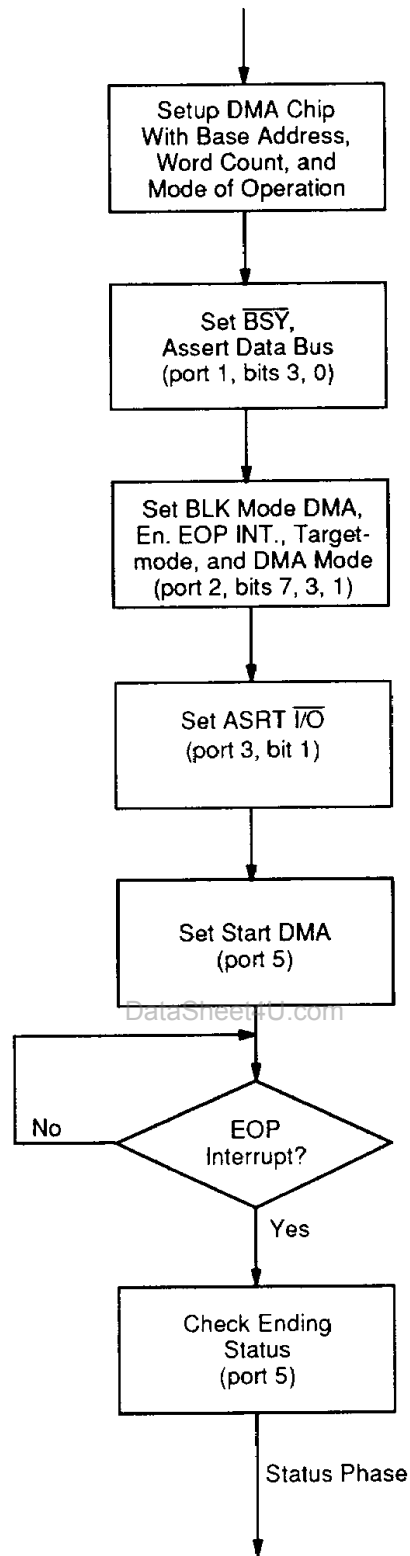 Setup DMA Chip
With Base Address,
Word Count, and
Mode of Operation
Set B̅S̅Y̅,
Assert Data Bus
(port 1, bits 3, 0)
Set BLK Mode DMA,
En. EOP INT., Target-
mode, and DMA Mode
(port 2, bits 7, 3, 1)
Set ASRT I̅/̅O̅
(port 3, bit 1)
Set Start DMA
(port 5)
DataSheet4U.com
No
EOP
Interrupt?
Yes
Check Ending
Status
(port 5)
Status Phase